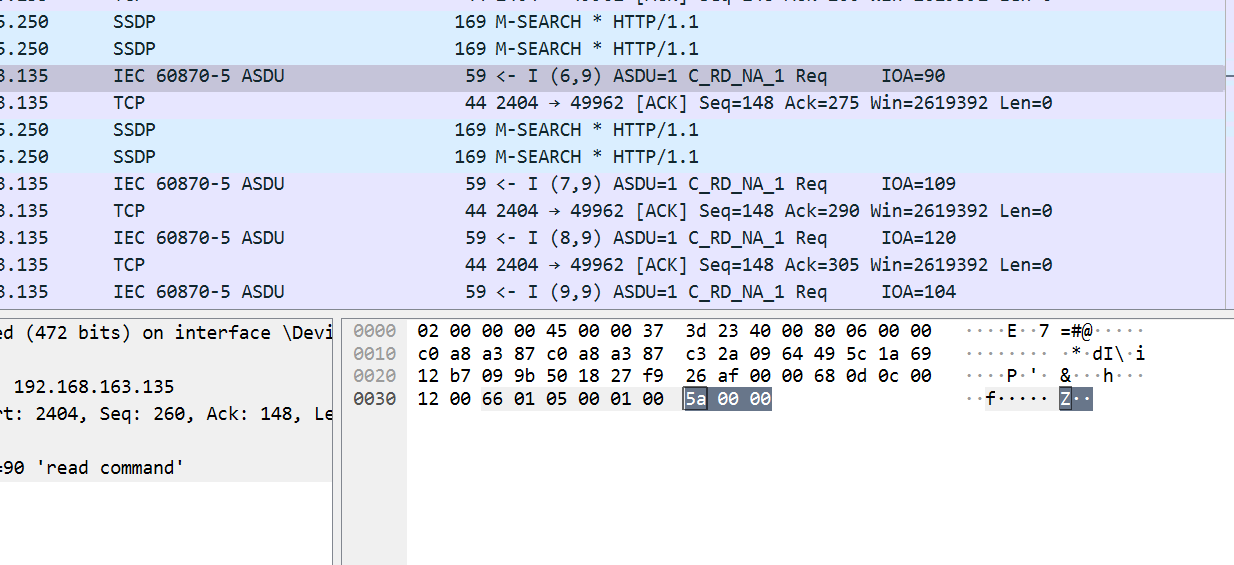 5.250 SSDP 169 M-SEARCH * HTTP/1.1
5.250 SSDP 169 M-SEARCH * HTTP/1.1
3.135 IEC 60870-5 ASDU 59 <- I (6,9) ASDU=1 C_RD_NA_1 Req IOA=90
3.135 TCP 44 2404 → 49962 [ACK] Seq=148 Ack=275 Win=2619392 Len=0
5.250 SSDP 169 M-SEARCH * HTTP/1.1
5.250 SSDP 169 M-SEARCH * HTTP/1.1
3.135 IEC 60870-5 ASDU 59 <- I (7,9) ASDU=1 C_RD_NA_1 Req IOA=109
3.135 TCP 44 2404 → 49962 [ACK] Seq=148 Ack=290 Win=2619392 Len=0
3.135 IEC 60870-5 ASDU 59 <- I (8,9) ASDU=1 C_RD_NA_1 Req IOA=120
3.135 TCP 44 2404 → 49962 [ACK] Seq=148 Ack=305 Win=2619392 Len=0
3.135 IEC 60870-5 ASDU 59 <- I (9,9) ASDU=1 C_RD_NA_1 Req IOA=104
ed (472 bits) on interface \Devi
192.168.163.135
rt: 2404, Seq: 260, Ack: 148, Le
=90 'read command'
0000 02 00 00 00 45 00 00 37 3d 23 40 00 80 06 00 00 ····E··7 =#@·····
0010 c0 a8 a3 87 c0 a8 a3 87 c3 2a 09 64 49 5c 1a 69 ········ ·*·dI\·i
0020 12 b7 09 9b 50 18 27 f9 26 af 00 00 68 0d 0c 00 ····P·'· &···h···
0030 12 00 66 01 05 00 01 00 5a 00 00 ··f····· Z··